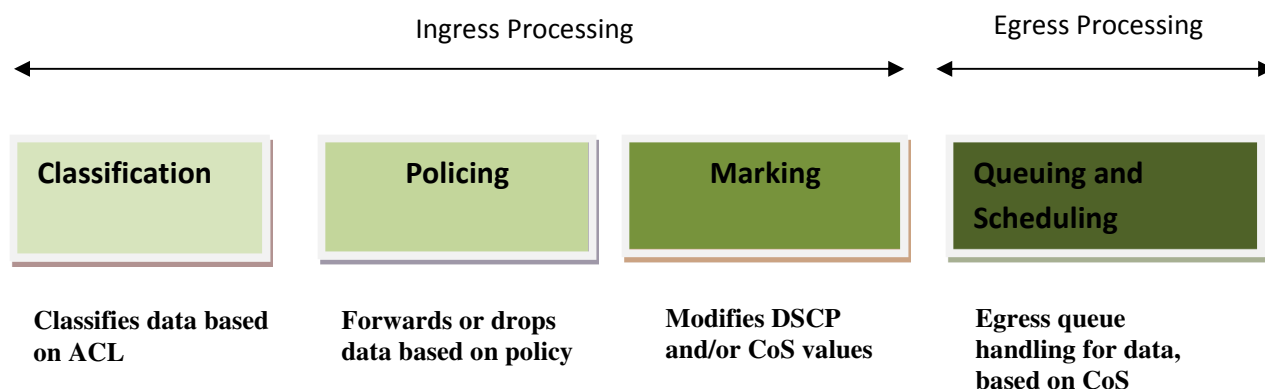 Ingress Processing
Egress Processing
Classification
Policing
Marking
Queuing and
Scheduling
Classifies data based
on ACL
Forwards or drops
data based on policy
Modifies DSCP
and/or CoS values
Egress queue
handling for data,
based on CoS